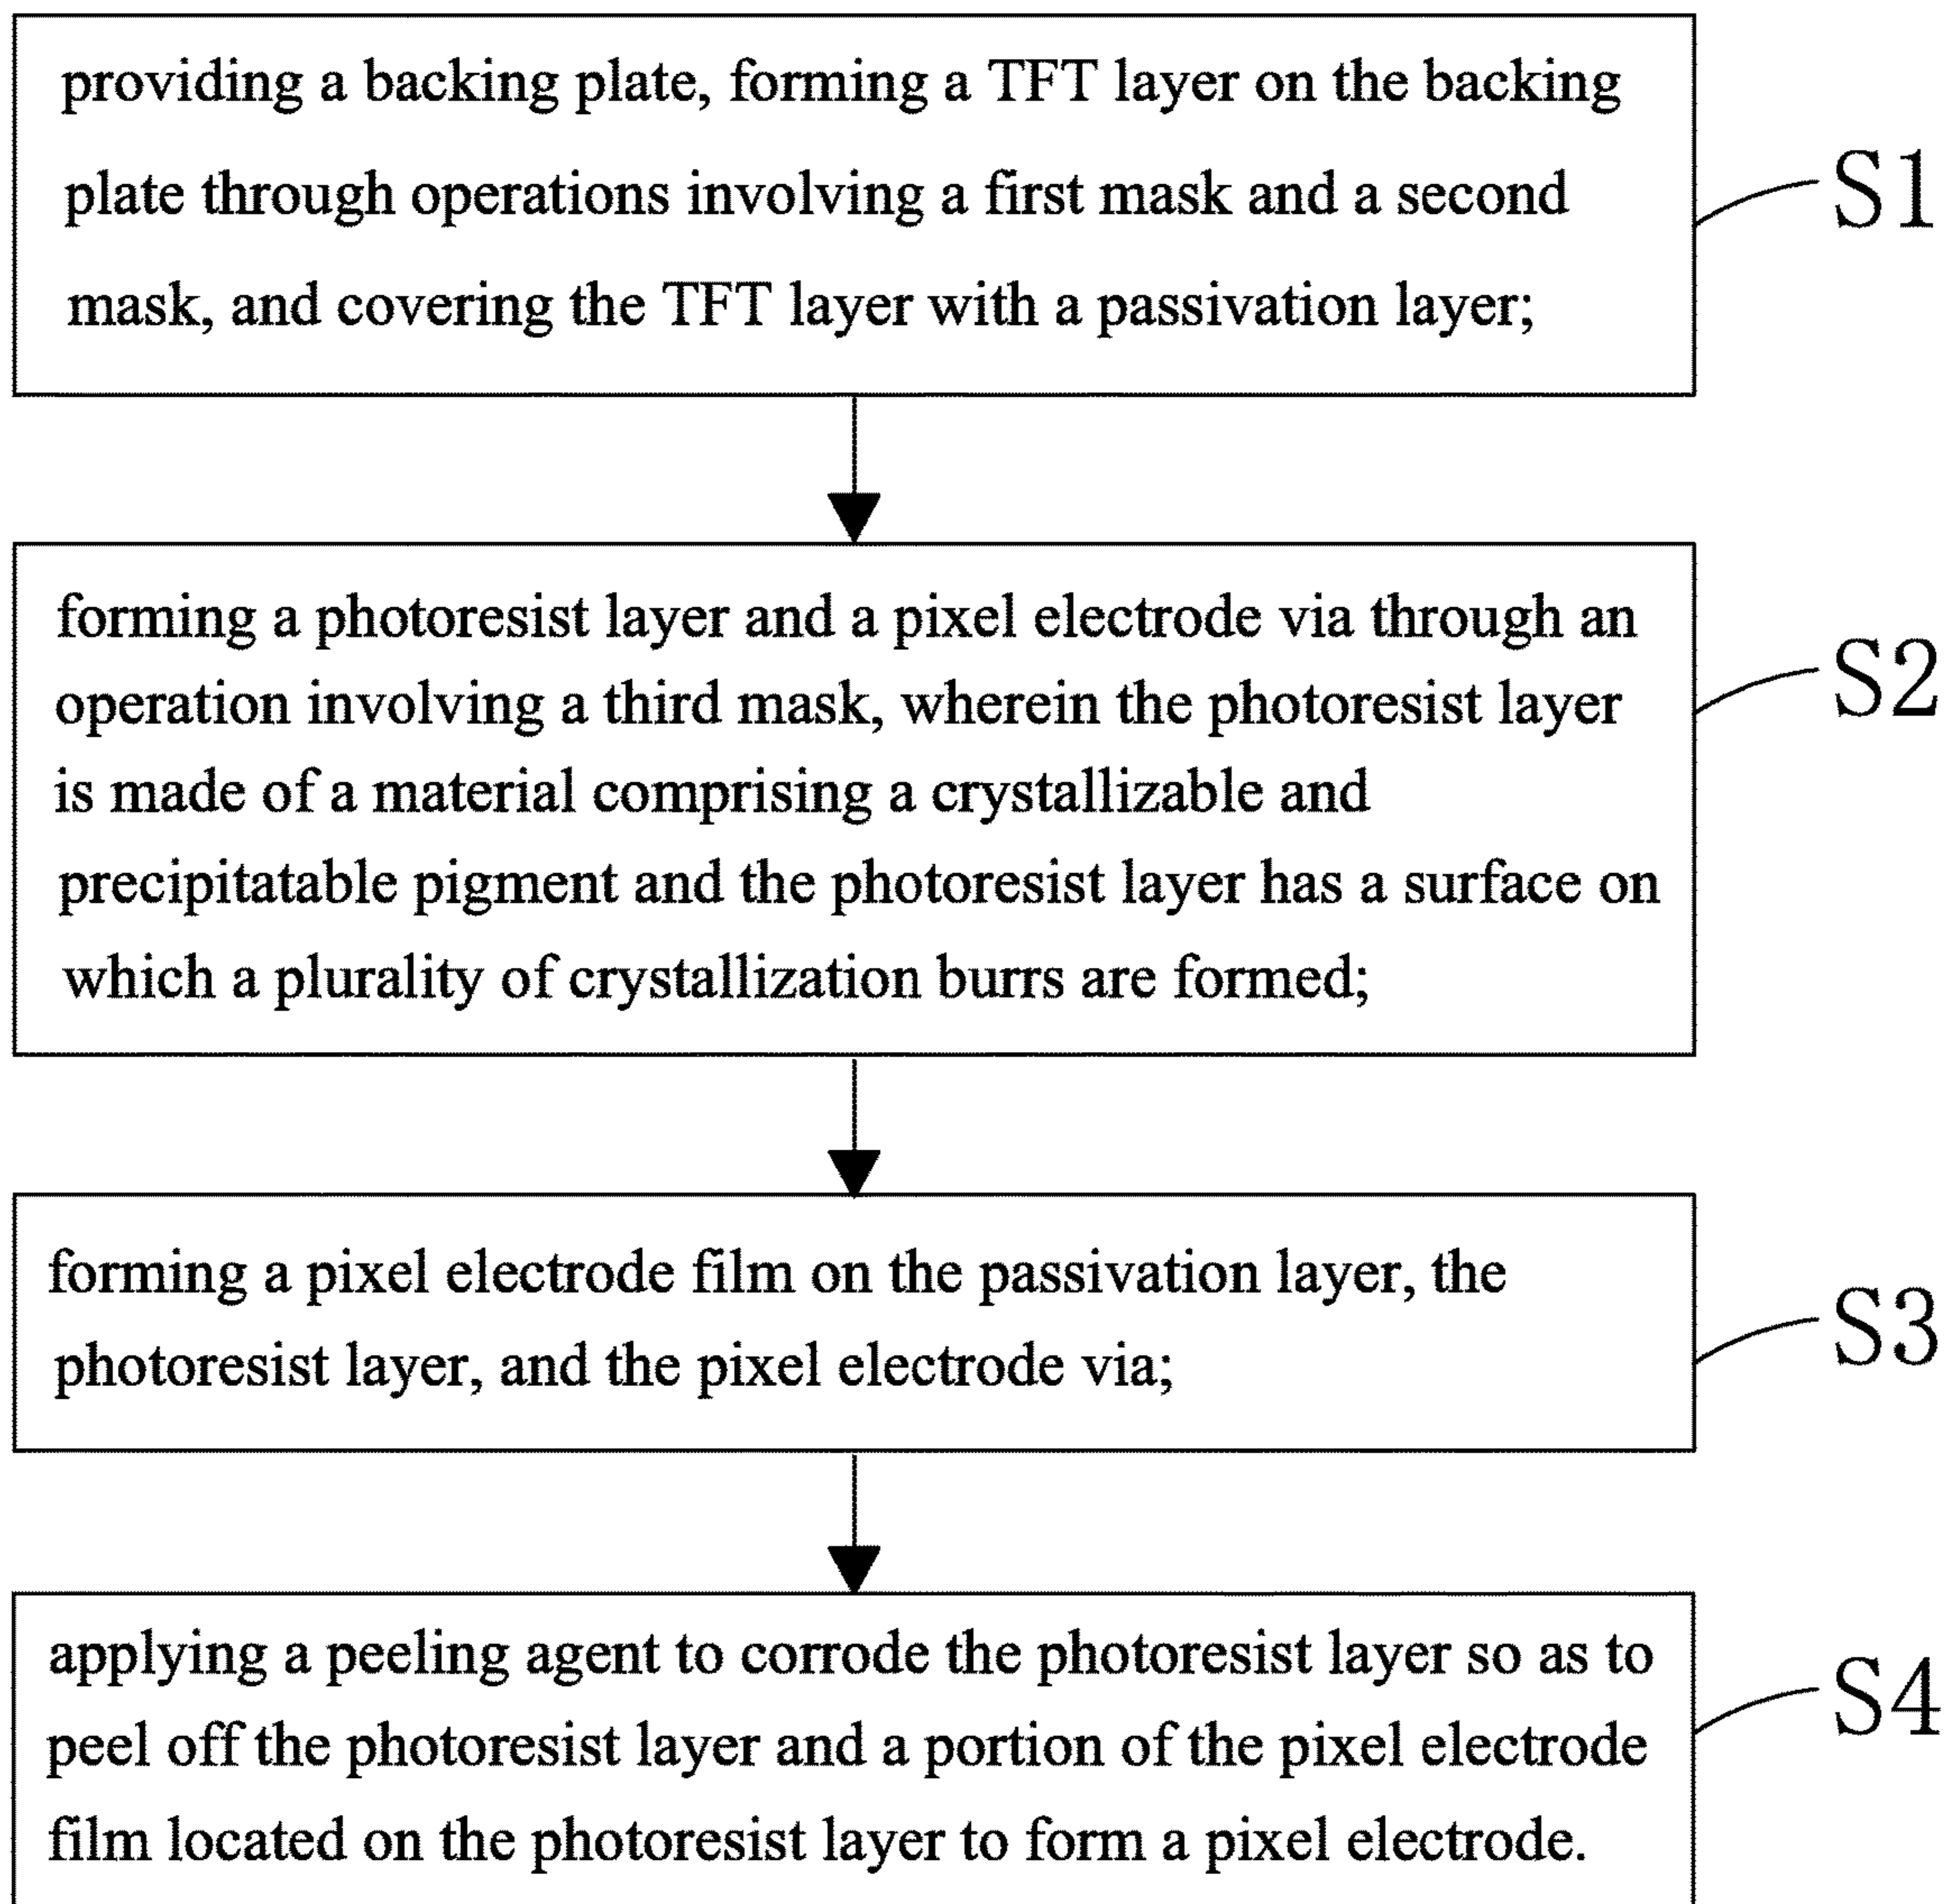 providing a backing plate, forming a TFT layer on the backing
plate through operations involving a first mask and a second
mask, and covering the TFT layer with a passivation layer;
S1
forming a photoresist layer and a pixel electrode via through an
operation involving a third mask, wherein the photoresist layer
is made of a material comprising a crystallizable and
precipitatable pigment and the photoresist layer has a surface on
which a plurality of crystallization burrs are formed;
S2
forming a pixel electrode film on the passivation layer, the
photoresist layer, and the pixel electrode via;
S3
applying a peeling agent to corrode the photoresist layer so as to
peel off the photoresist layer and a portion of the pixel electrode
film located on the photoresist layer to form a pixel electrode.
S4